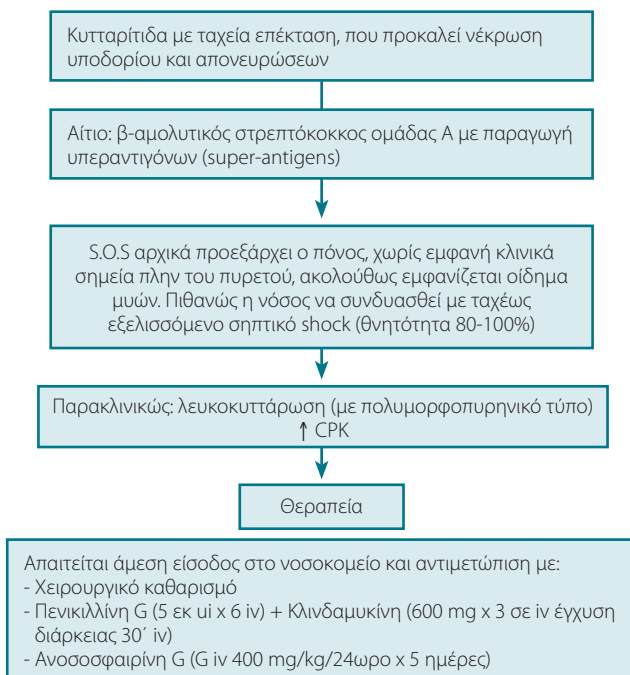 Κυτταρίτιδα με ταχεία επέκταση, που προκαλεί νέκρωση
υποδορίου και απονευρώσεων
Αίτιο: β-αμολυτικός στρεπτόκοκκος ομάδας Α με παραγωγή
υπεραντιγόνων (super-antigens)
S.O.S αρχικά προεξάρχει ο πόνος, χωρίς εμφανή κλινικά
σημεία πλην του πυρετού, ακολούθως εμφανίζεται οίδημα
μυών. Πιθανώς η νόσος να συνδυασθεί με ταχέως
εξελισσόμενο σηπτικό shock (θνητότητα 80-100%)
Παρακλινικώς: λευκοκυττάρωση (με πολυμορφοπυρηνικό τύπο)
↑ CPK
Θεραπεία
Απαιτείται άμεση είσοδος στο νοσοκομείο και αντιμετώπιση με:
- Χειρουργικό καθαρισμό
- Πενικιλλίνη G (5 εκ ui x 6 iv) + Κλινδαμυκίνη (600 mg x 3 σε iv έγχυση
διάρκειας 30΄ iv)
- Ανοσοσφαιρίνη G (G iv 400 mg/kg/24ωρο x 5 ημέρες)